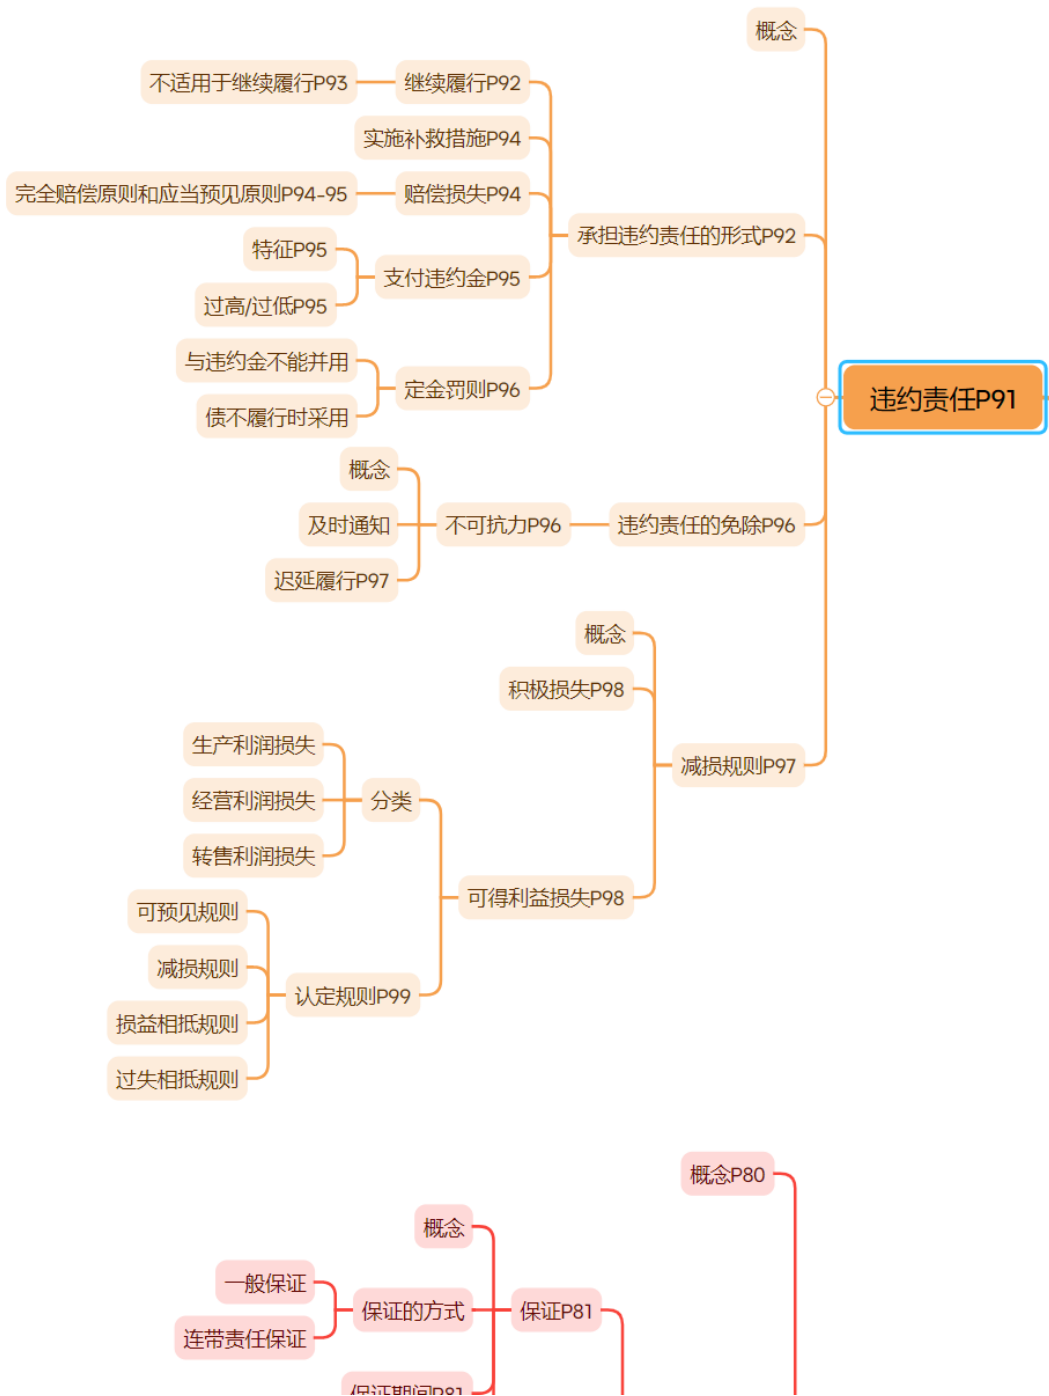 概念
不适用于继续履行P93
继续履行P92
实施补救措施P94
完全赔偿原则和应当预见原则P94-95
赔偿损失P94
承担违约责任的形式P92
特征P95
支付违约金P95
过高/过低P95
与违约金不能并用
定金罚则P96
违约责任P91
债不履行时采用
概念
及时通知
不可抗力P96
违约责任的免除P96
迟延履行P97
概念
积极损失P98
生产利润损失
减损规则P97
经营利润损失
分类
转售利润损失
可得利益损失P98
可预见规则
减损规则
认定规则P99
损益相抵规则
过失相抵规则
概念P80
概念
一般保证
保证的方式
保证P81
连带责任保证
保证期间P81